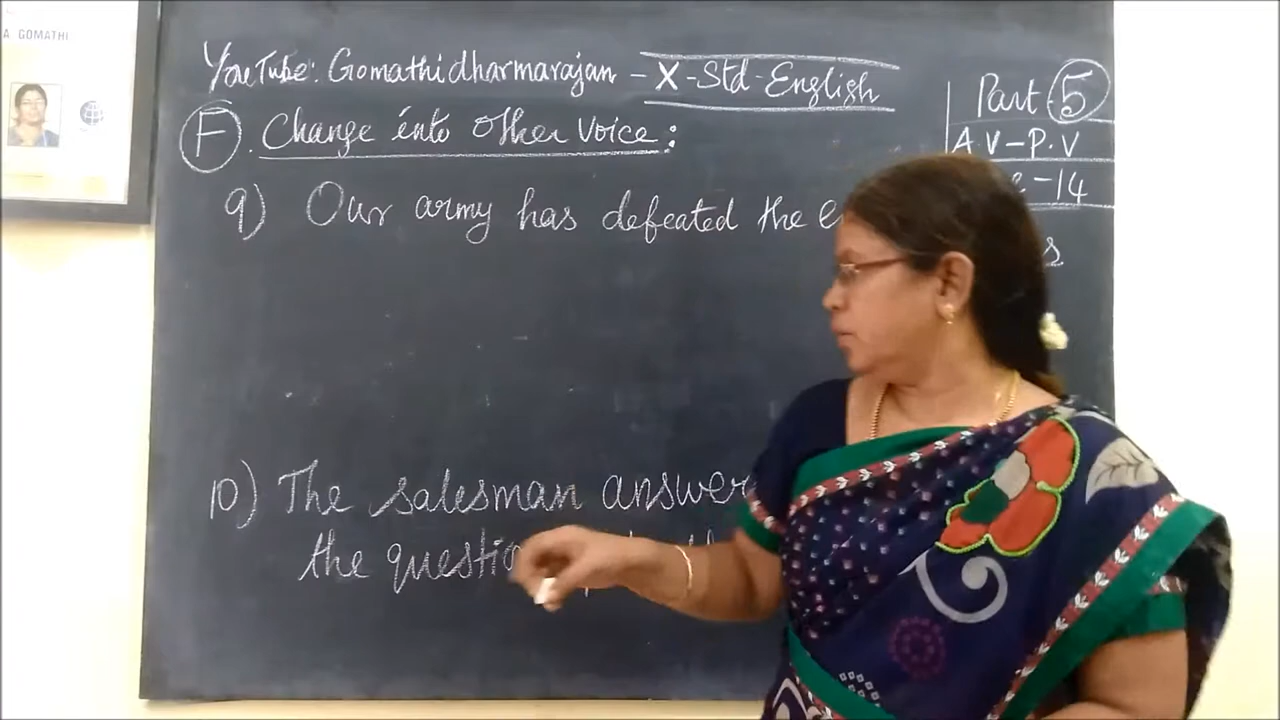 A. GOMATHI
YouTube: Gomathidharmarajan - X-Std-English
Part 5
F. Change into other Voice:
A.V-P.V
-14
9) Our army has defeated the
10) The salesman answer
the